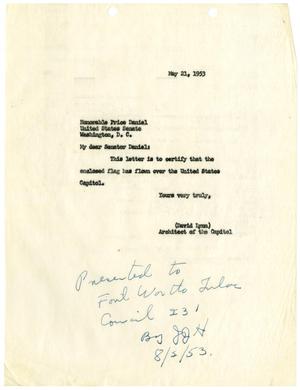 May 21, 1953
Honorable Price Daniel
United States Senate
Washington, D. C.
My dear Senator Daniel:
This letter is to certify that the
enclosed flag has flown over the United States
Capitol.
Yours very truly,
(David Lynn)
Architect of the Capitol
Presented to
Fort Worth
Council
By
8/5/53.